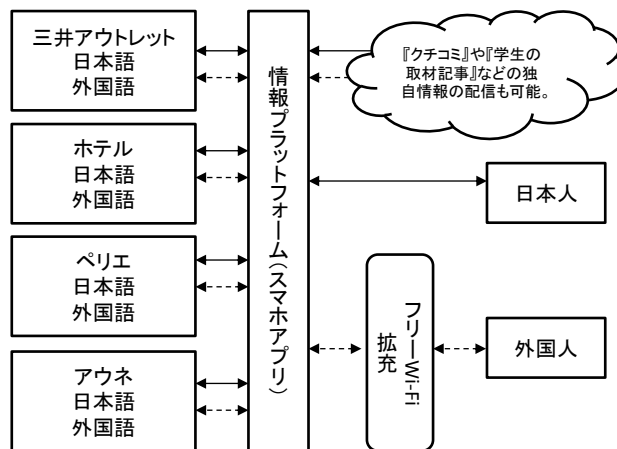 三井アウトレット
日本語
外国語
ホテル
日本語
外国語
ペリエ
日本語
外国語
アウネ
日本語
外国語
情報プラットフォーム(スマホアプリ)
『クチコミ』や『学生の
取材記事』などの独
自情報の配信も可能。
日本人
フリーWi-Fi
拡充
外国人